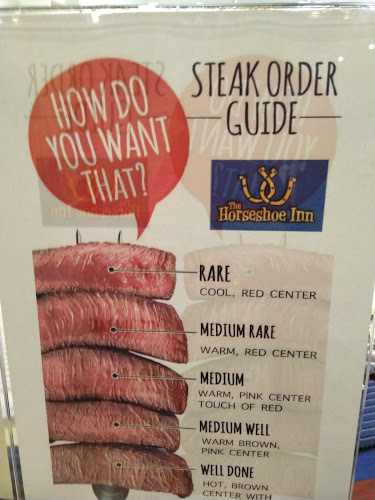 HOW DO
YOU WANT
THAT?
STEAK ORDER
GUIDE
The
Horseshoe Inn
RARE
COOL, RED CENTER
MEDIUM RARE
WARM, RED CENTER
MEDIUM
WARM, PINK CENTER
TOUCH OF RED
MEDIUM WELL
WARM BROWN,
PINK CENTER
WELL DONE
HOT, BROWN
CENTER WITH